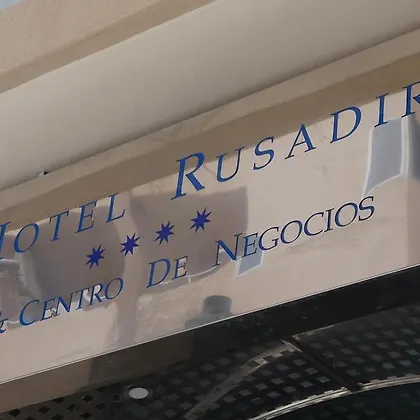 HOTEL RUSADIR
& CENTRO DE NEGOCIOS